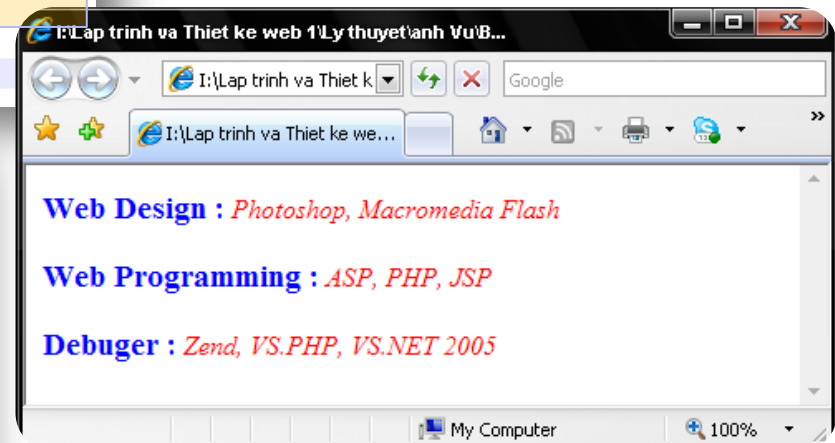 I:\Lap trinh va Thiet ke web 1\Ly thuyet\anh Vu\B...
I:\Lap trinh va Thiet k
Google
I:\Lap trinh va Thiet ke we...
»
Web Design : Photoshop, Macromedia Flash
Web Programming : ASP, PHP, JSP
Debuger : Zend, VS.PHP, VS.NET 2005
My Computer
100%